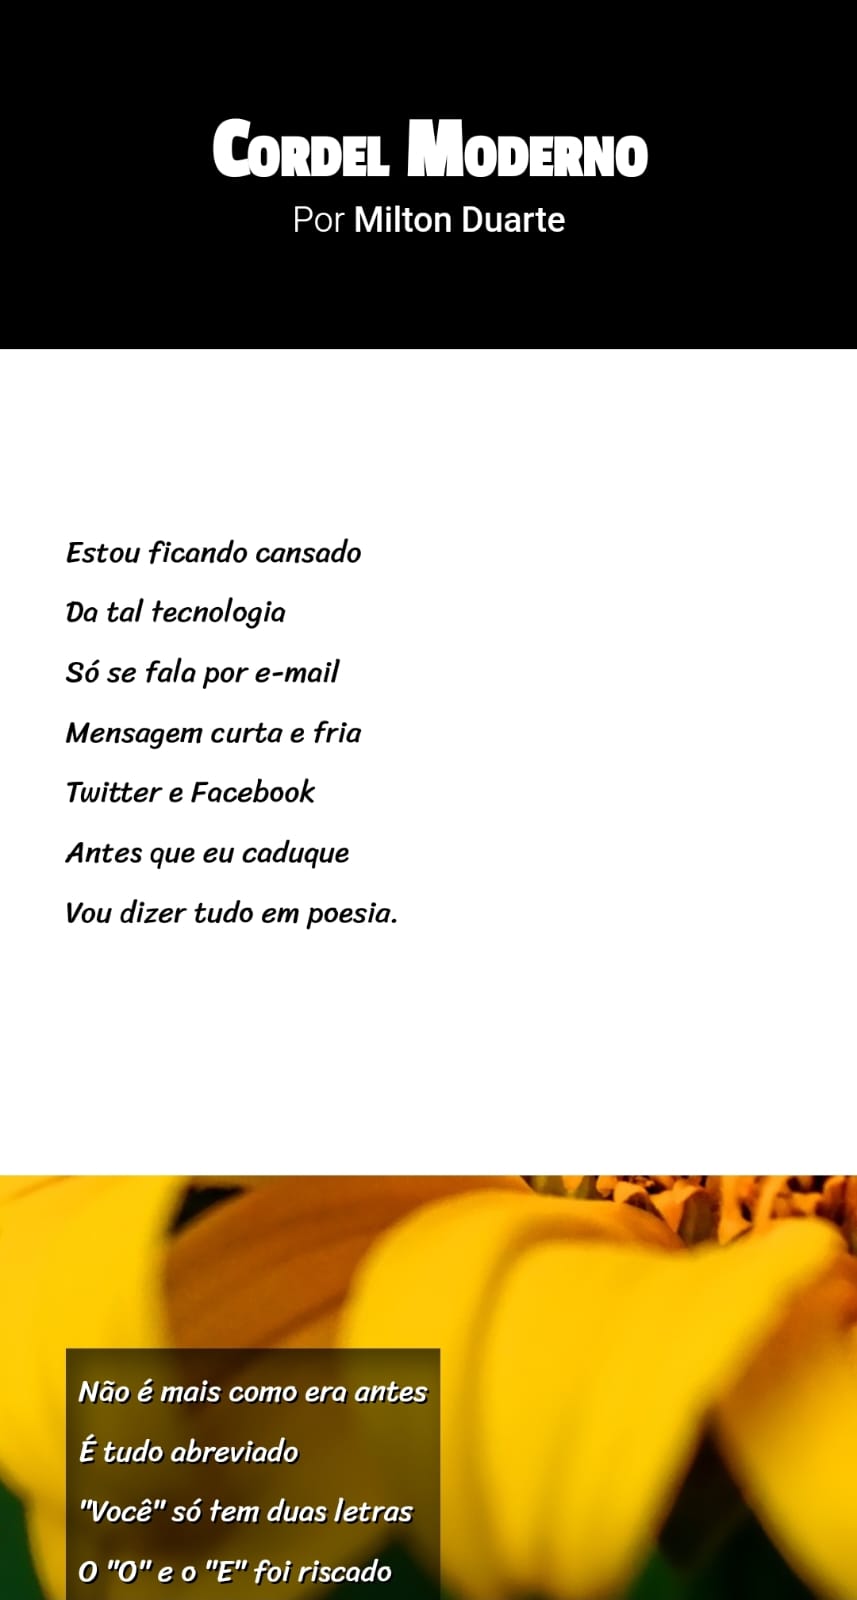 Cordel Moderno
Por Milton Duarte
Estou ficando cansado
Da tal tecnologia
Só se fala por e-mail
Mensagem curta e fria
Twitter e Facebook
Antes que eu caduque
Vou dizer tudo em poesia.
Não é mais como era antes
É tudo abreviado
"Você" só tem duas letras
O "O" e o "E" foi riscado